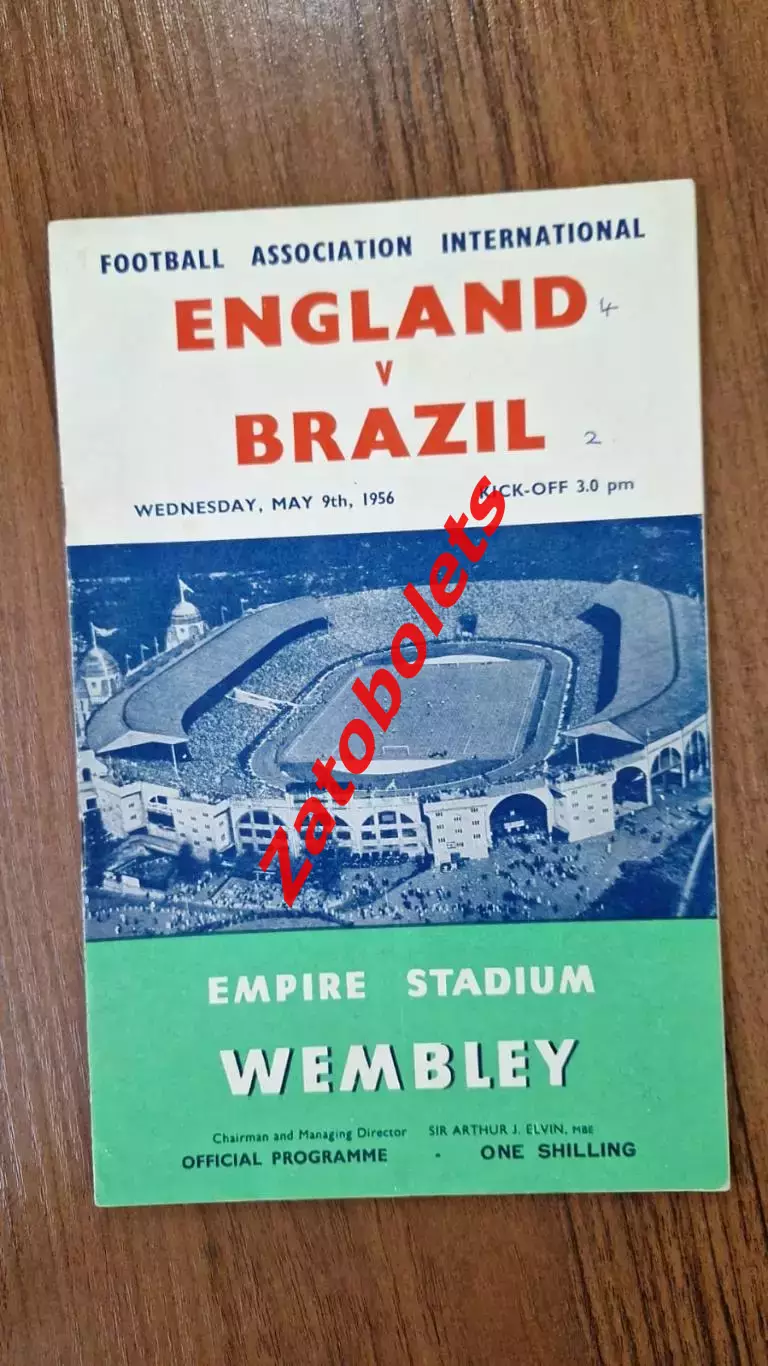 FOOTBALL ASSOCIATION INTERNATIONAL
ENGLAND 4
V
BRAZIL 2
WEDNESDAY, MAY 9th, 1956 KICK-OFF 3.0 pm
Zatobolets
EMPIRE STADIUM
WEMBLEY
Chairman and Managing Director SIR ARTHUR J. ELVIN, MBE
OFFICIAL PROGRAMME · ONE SHILLING